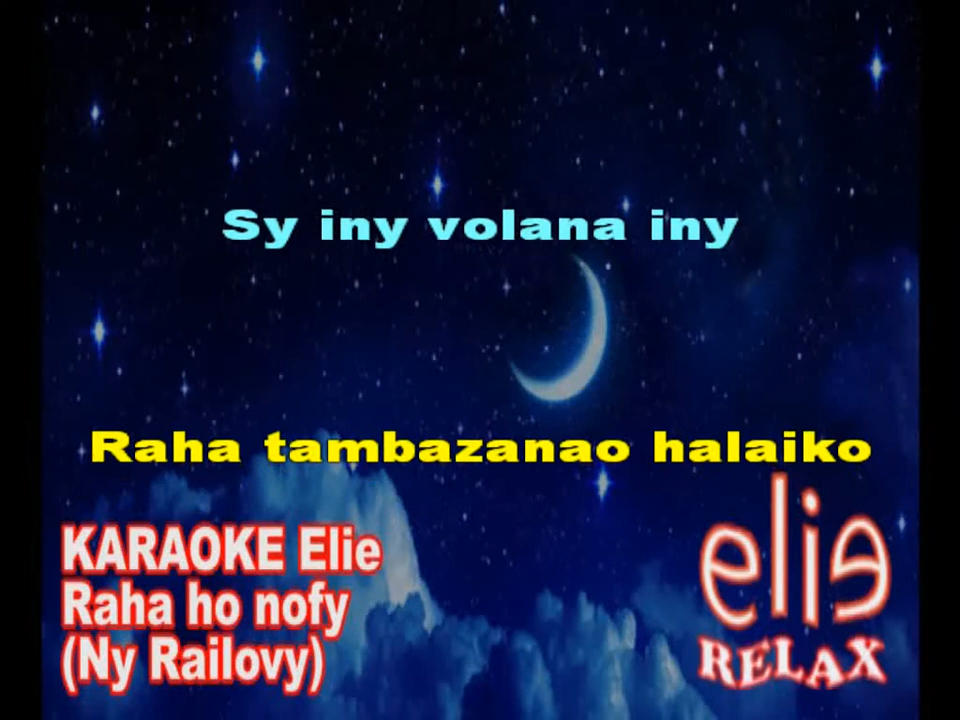 Sy iny volana iny
Raha tambazanao halaiko
KARAOKE Elie
Raha ho nofy
(Ny Railovy)
elie
RELAX